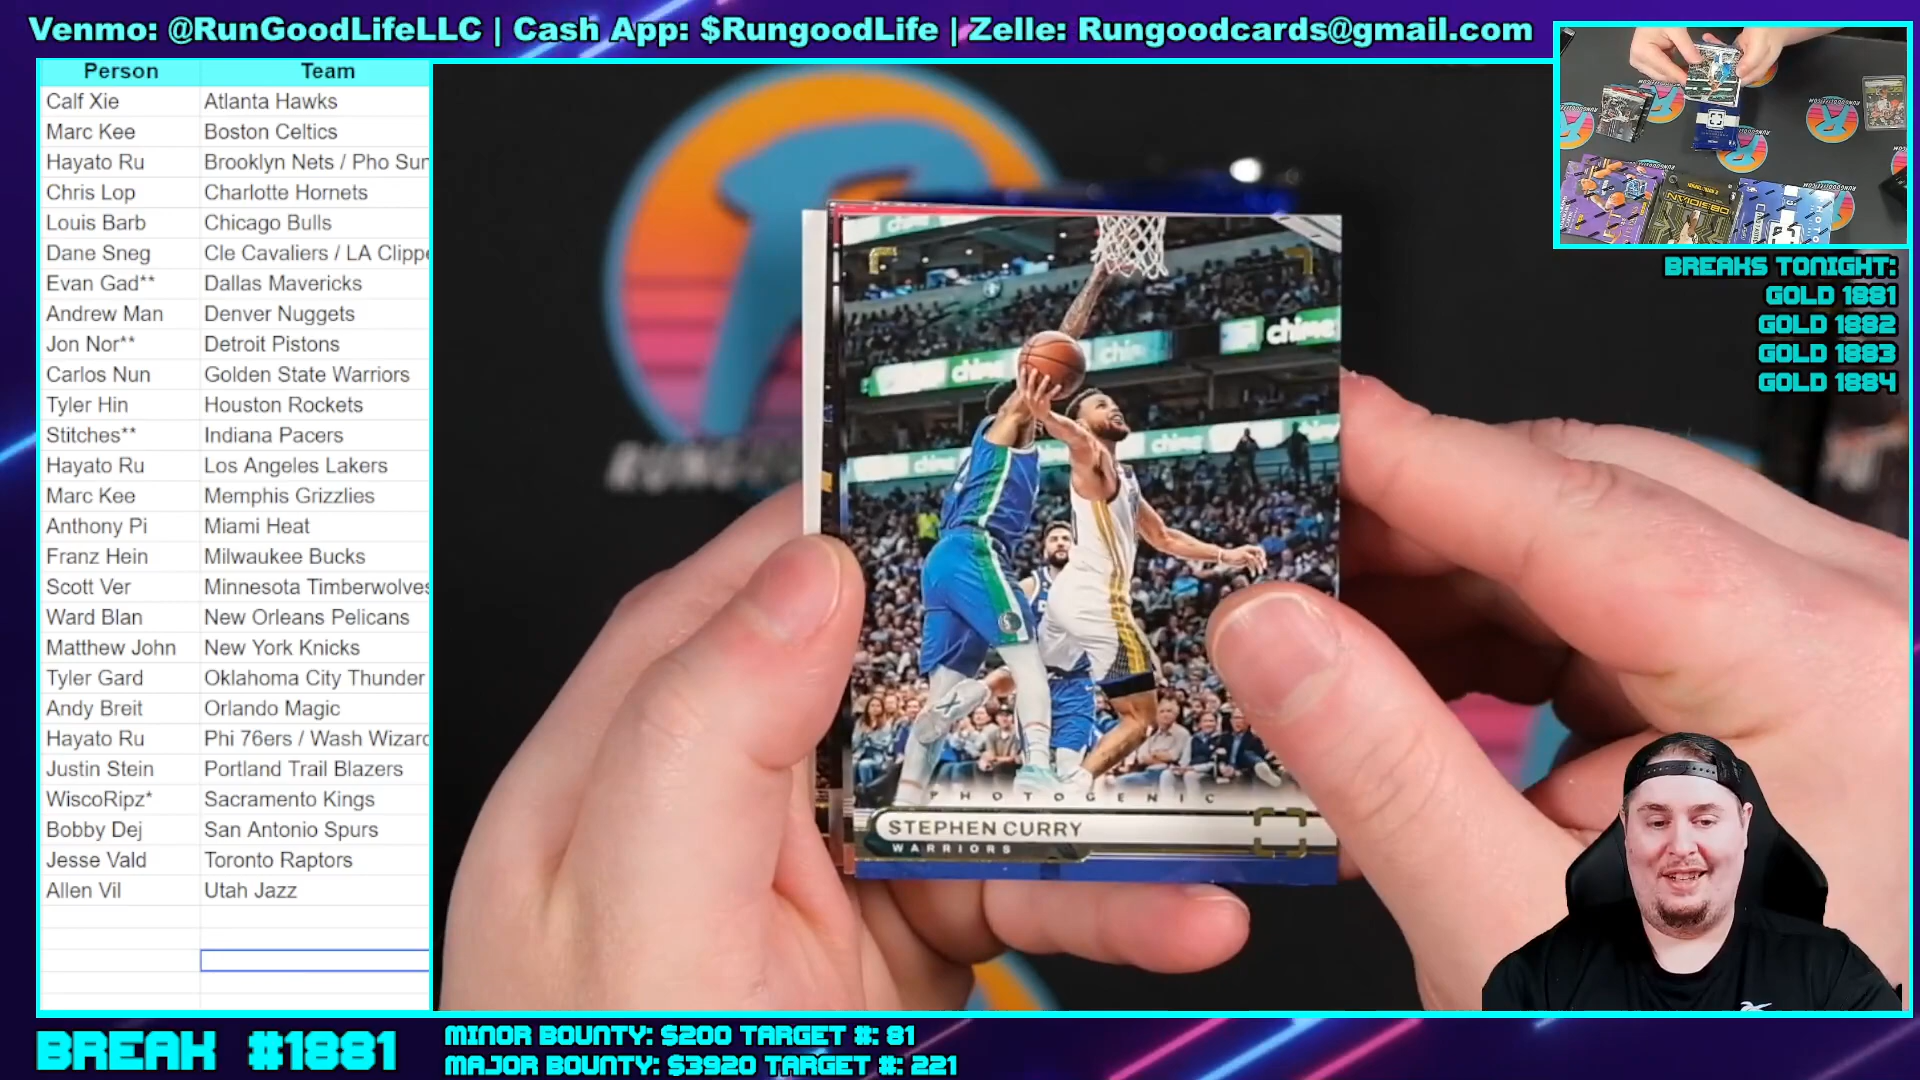 Venmo: @RunGoodLifeLLC | Cash App: $RungoodLife | Zelle: Rungoodcards@gmail.com
Person Team
Calf Xie Atlanta Hawks
Marc Kee Boston Celtics
Hayato Ru Brooklyn Nets / Pho Sun
Chris Lop Charlotte Hornets
Louis Barb Chicago Bulls
Dane Sneg Cle Cavaliers / LA Clippe
Evan Gad** Dallas Mavericks
Andrew Man Denver Nuggets
Jon Nor** Detroit Pistons
Carlos Nun Golden State Warriors
Tyler Hin Houston Rockets
Stitches** Indiana Pacers
Hayato Ru Los Angeles Lakers
Marc Kee Memphis Grizzlies
Anthony Pi Miami Heat
Franz Hein Milwaukee Bucks
Scott Ver Minnesota Timberwolves
Ward Blan New Orleans Pelicans
Matthew John New York Knicks
Tyler Gard Oklahoma City Thunder
Andy Breit Orlando Magic
Hayato Ru Phi 76ers / Wash Wizard
Justin Stein Portland Trail Blazers
WiscoRipz* Sacramento Kings
Bobby Dej San Antonio Spurs
Jesse Vald Toronto Raptors
Allen Vil Utah Jazz
chime
chime
chime
chime
PHOTOGENIC
STEPHEN CURRY
WARRIORS
OBSIDIAN
BREAKS TONIGHT:
GOLD 1881
GOLD 1882
GOLD 1883
GOLD 1884
BREAK #1881
MINOR BOUNTY: $200 TARGET #: 81
MAJOR BOUNTY: $3920 TARGET #: 221